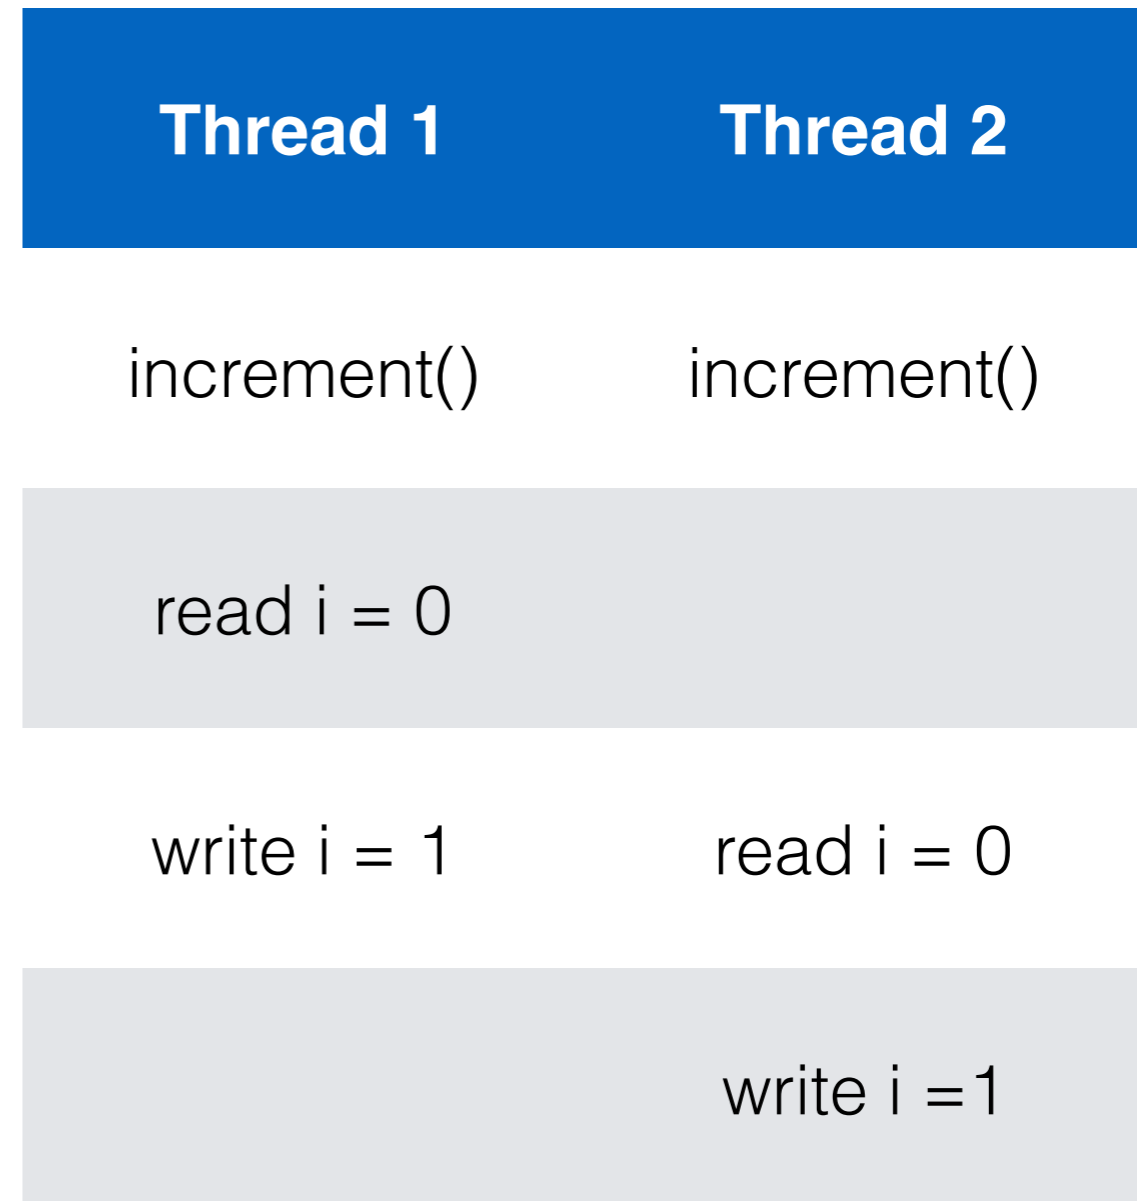 Thread 1 Thread 2
increment() increment()
read i = 0
write i = 1 read i = 0
write i =1